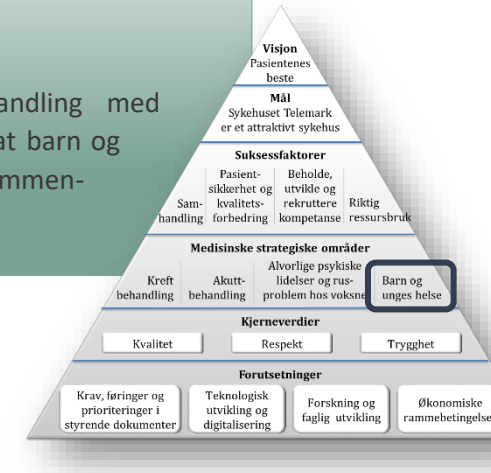 andling med
at barn og
mmen-
Visjon
Pasientenes
beste
Mål
Sykehuset Telemark
er et attraktivt sykehus
Suksessfaktorer
Sam-
handling
Pasient-
sikkerhet og
kvalitets-
forbedring
Beholde,
utvikle og
rekruttere
kompetanse
Riktig
ressursbruk
Medisinske strategiske områder
Kreft
behandling
Akutt-
behandling
Alvorlige psykiske
lidelser og rus-
problem hos voksne
Barn og
unges helse
Kjerneverdier
Kvalitet
Respekt
Trygghet
Forutsetninger
Krav, føringer og
prioriteringer i
styrende dokumenter
Teknologisk
utvikling og
digitalisering
Forskning og
faglig utvikling
Økonomiske
rammebetingelse